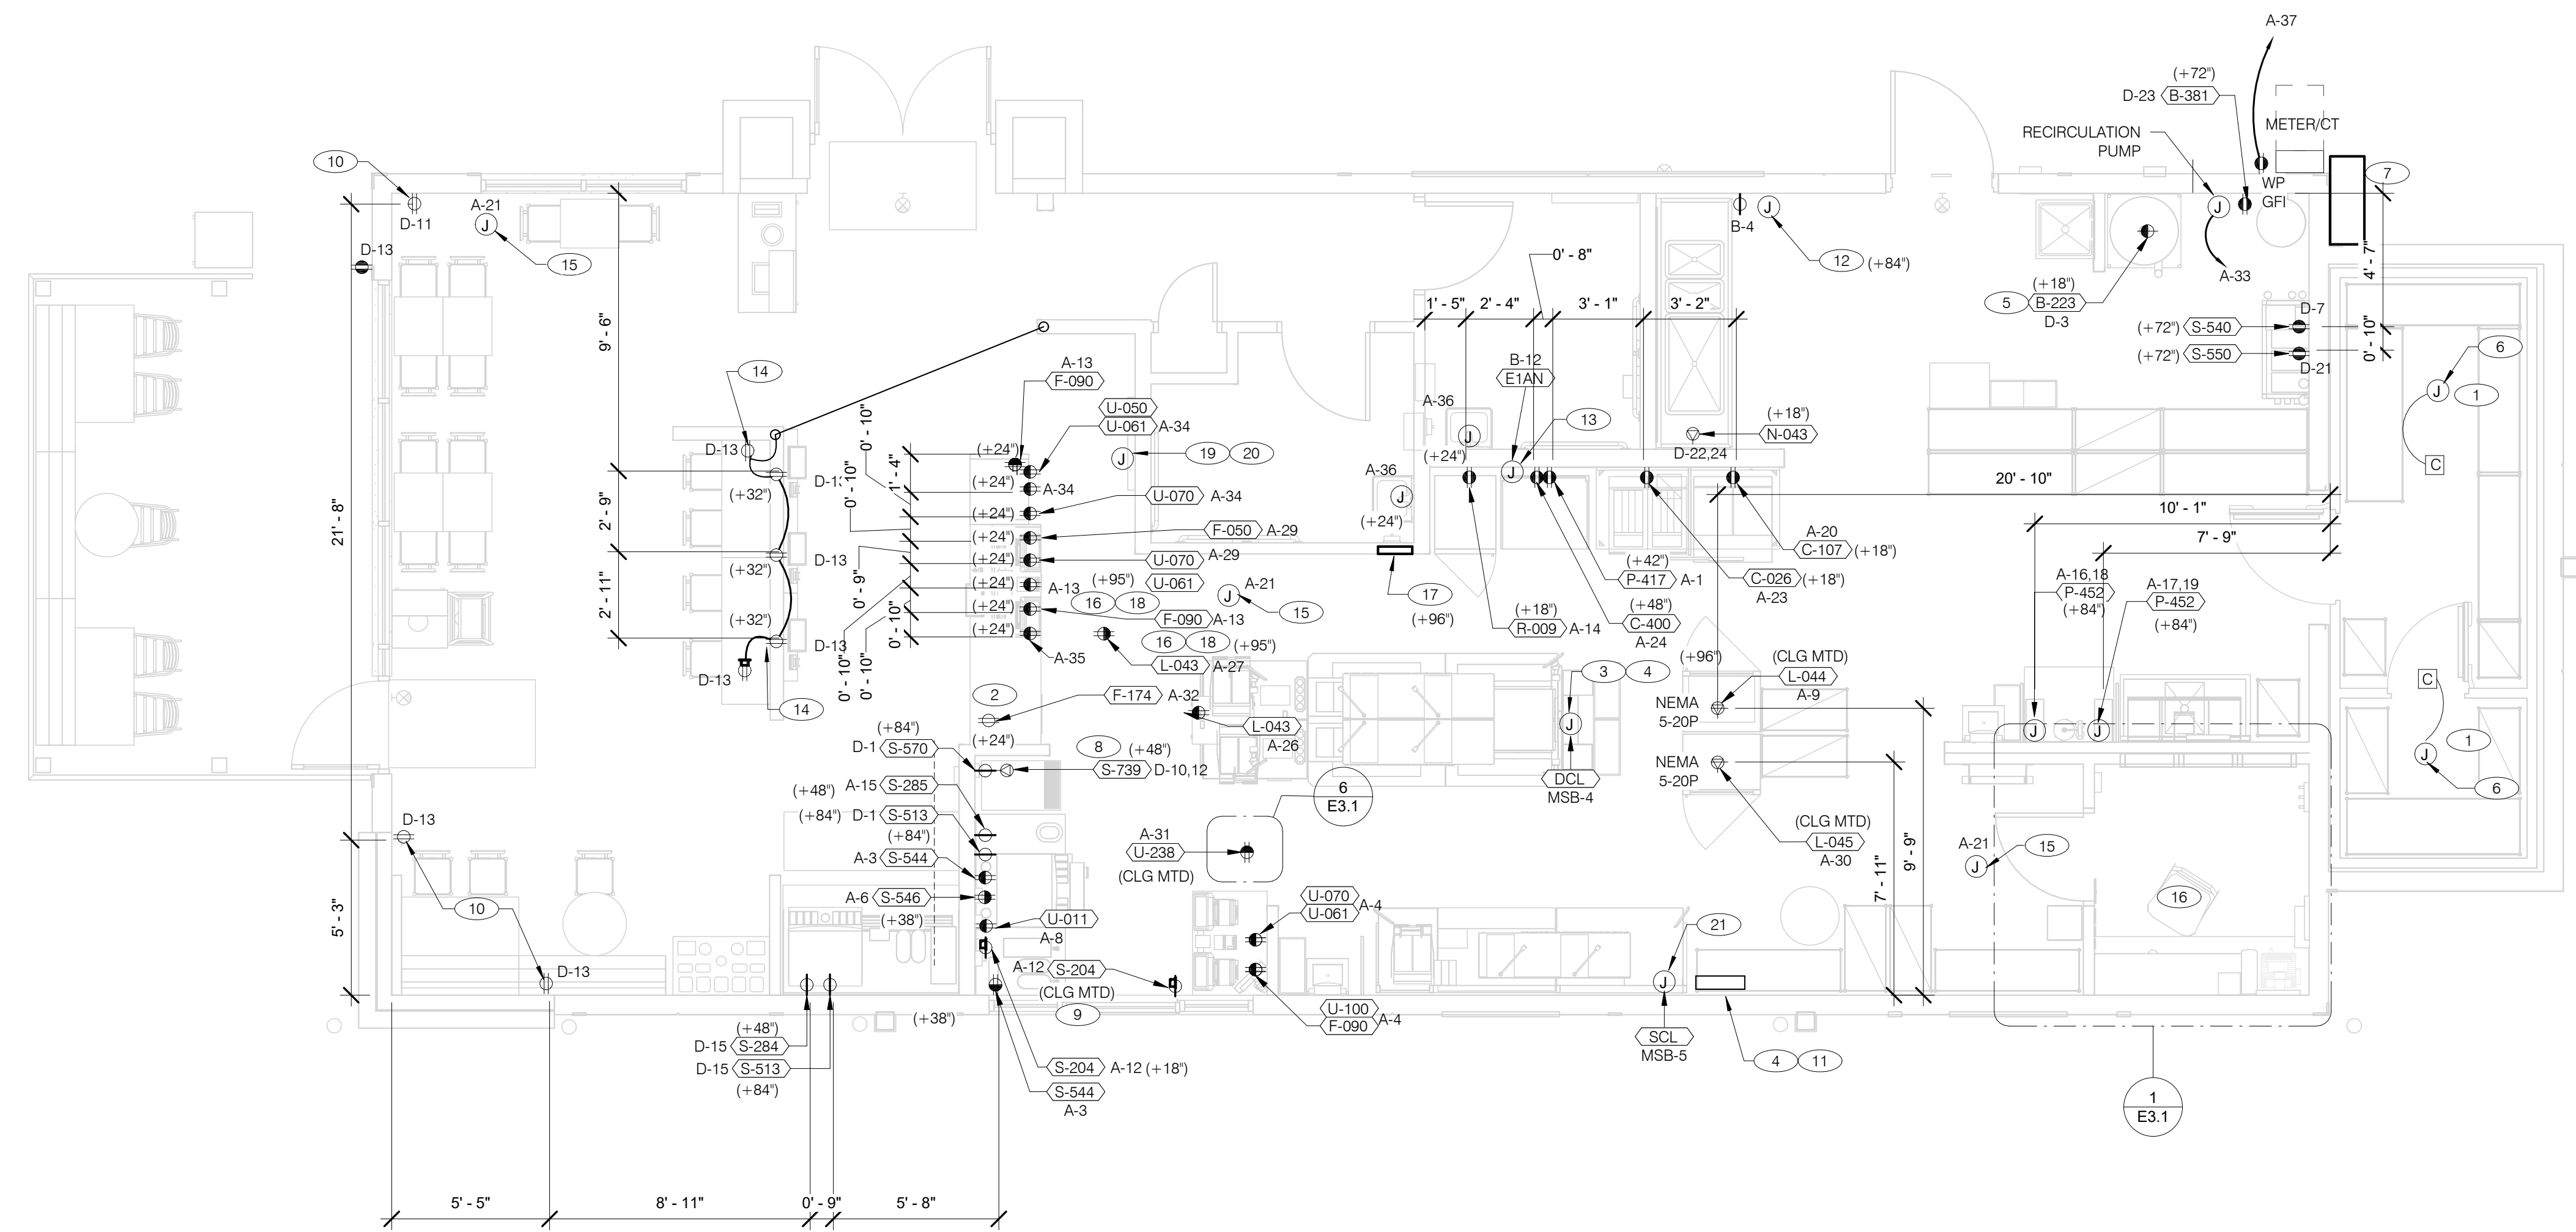 A-37
(+72")
D-23 B-381
RECIRCULATION
PUMP
METER/CT
WP
GFI
7
10
D-11
A-21
J
15
D-13
B-4
12 (+84")
J
J
A-33
(+18")
5 B-223
D-3
4' - 7"
0' - 10"
D-7
(+72") S-540
(+72") S-550
D-21
6
J
1
C
9' - 6"
2' - 9"
2' - 11"
21' - 8"
5' - 3"
14
D-13
(+32")
D-13
(+32")
D-13
(+32")
D-13
D-13
14
A-13
F-090
U-050
U-061 A-34
(+24")
(+24")
A-34
U-070 A-34
(+24")
F-050 A-29
(+24")
U-070 A-29
U-061
(+24")
A-13
(+24")
(+95")
16 18
F-090 A-13
(+24")
16 18 (+95")
(+24")
A-35
L-043 A-27
0' - 10"
1' - 4"
0' - 10"
0' - 10"
0' - 9"
0' - 10"
0' - 10"
0' - 10"
J
19 20
A-21
J
15
1' - 5"
2' - 4"
0' - 8"
3' - 1"
3' - 2"
B-12
E1AN
13
J
A-36
J
(+24")
A-36
J
(+24")
17
(+96")
(+18")
N-043
D-22,24
A-20
C-107 (+18")
C-026 (+18")
A-23
(+42")
P-417 A-1
(+48")
C-400
A-24
(+18")
R-009 A-14
20' - 10"
10' - 1"
7' - 9"
A-16,18
P-452
(+84")
A-17,19
P-452
(+84")
J
J
2
F-174 A-32
(+24")
L-043
A-26
(+84")
D-1 S-570
8 (+48")
S-739 D-10,12
A-15 S-285
(+48")
(+84") D-1 S-513
(+84")
A-3 S-544
A-6 S-546
(+38")
U-011
A-8
A-12 S-204
(CLG MTD)
9
(+38")
S-204 A-12 (+18")
S-544
A-3
(+48")
D-15 S-284
D-15 S-513
(+84")
D-13
10
D-13
6
E3.1
A-31
U-238
(CLG MTD)
U-070
U-061 A-4
U-100
F-090 A-4
3 4
J
DCL
MSB-4
(+96")
(CLG MTD)
L-044
A-9
NEMA
5-20P
NEMA
5-20P
(CLG MTD)
L-045
A-30
7' - 11"
9' - 9"
21
J
SCL
MSB-5
4 11
A-21
J
15
16
C
J
1
6
1
E3.1
5' - 5"
8' - 11"
0' - 9"
5' - 8"